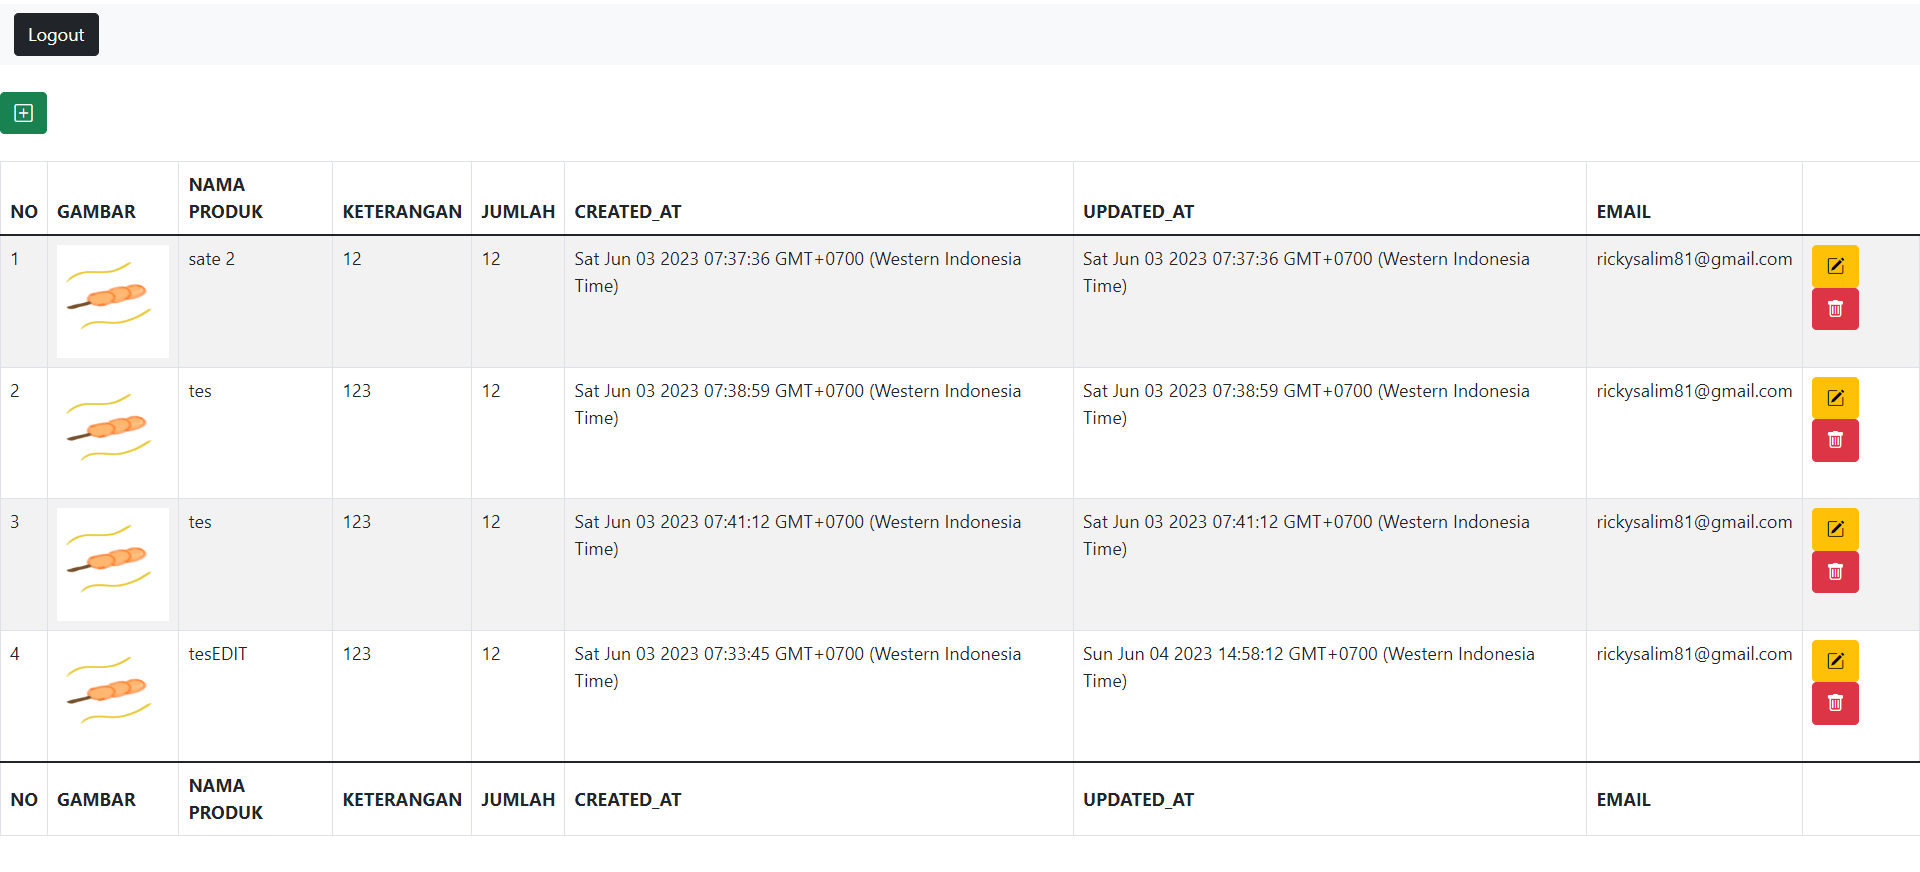 Logout
NO GAMBAR NAMA PRODUK KETERANGAN JUMLAH CREATED_AT UPDATED_AT EMAIL
1 sate 2 12 12 Sat Jun 03 2023 07:37:36 GMT+0700 (Western Indonesia Time) Sat Jun 03 2023 07:37:36 GMT+0700 (Western Indonesia Time) rickysalim81@gmail.com
2 tes 123 12 Sat Jun 03 2023 07:38:59 GMT+0700 (Western Indonesia Time) Sat Jun 03 2023 07:38:59 GMT+0700 (Western Indonesia Time) rickysalim81@gmail.com
3 tes 123 12 Sat Jun 03 2023 07:41:12 GMT+0700 (Western Indonesia Time) Sat Jun 03 2023 07:41:12 GMT+0700 (Western Indonesia Time) rickysalim81@gmail.com
4 tesEDIT 123 12 Sat Jun 03 2023 07:33:45 GMT+0700 (Western Indonesia Time) Sun Jun 04 2023 14:58:12 GMT+0700 (Western Indonesia Time) rickysalim81@gmail.com
NO GAMBAR NAMA PRODUK KETERANGAN JUMLAH CREATED_AT UPDATED_AT EMAIL